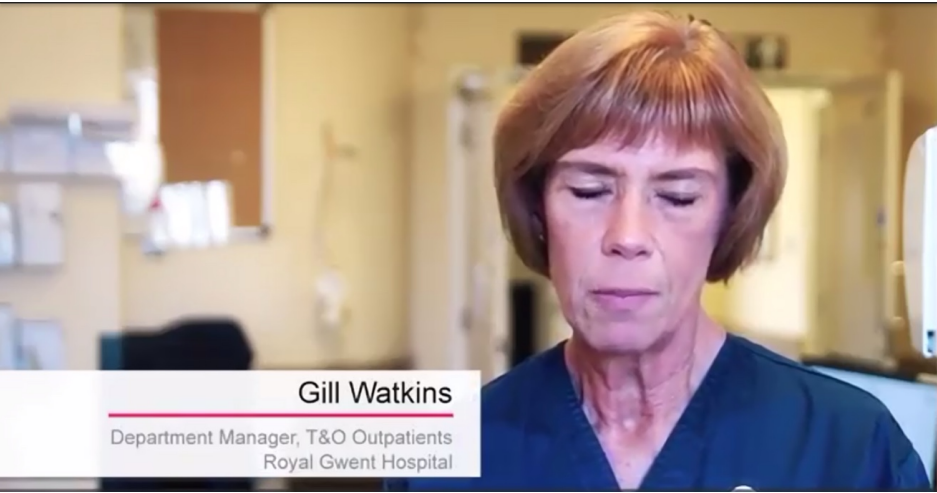 Gill Watkins
Department Manager, T&O Outpatients
Royal Gwent Hospital